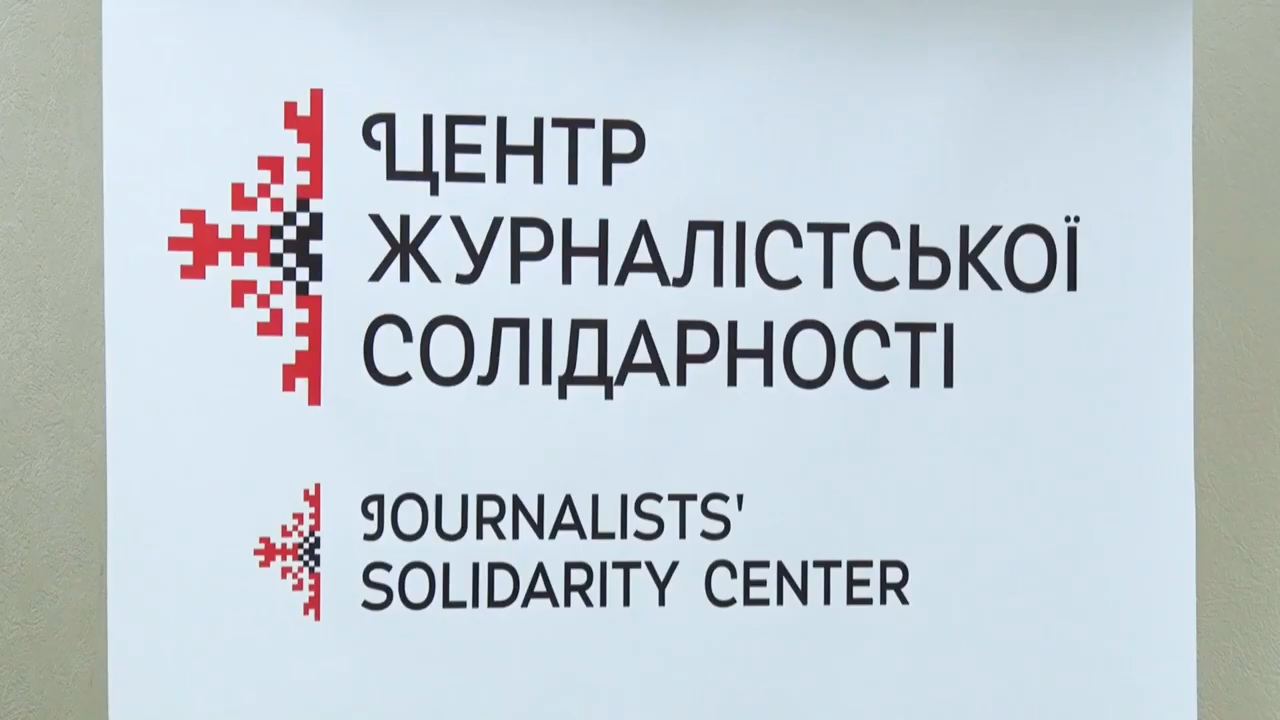 ЦЕНТР
ЖУРНАЛІСТСЬКОЇ
СОЛІДАРНОСТІ
JOURNALISTS'
SOLIDARITY CENTER